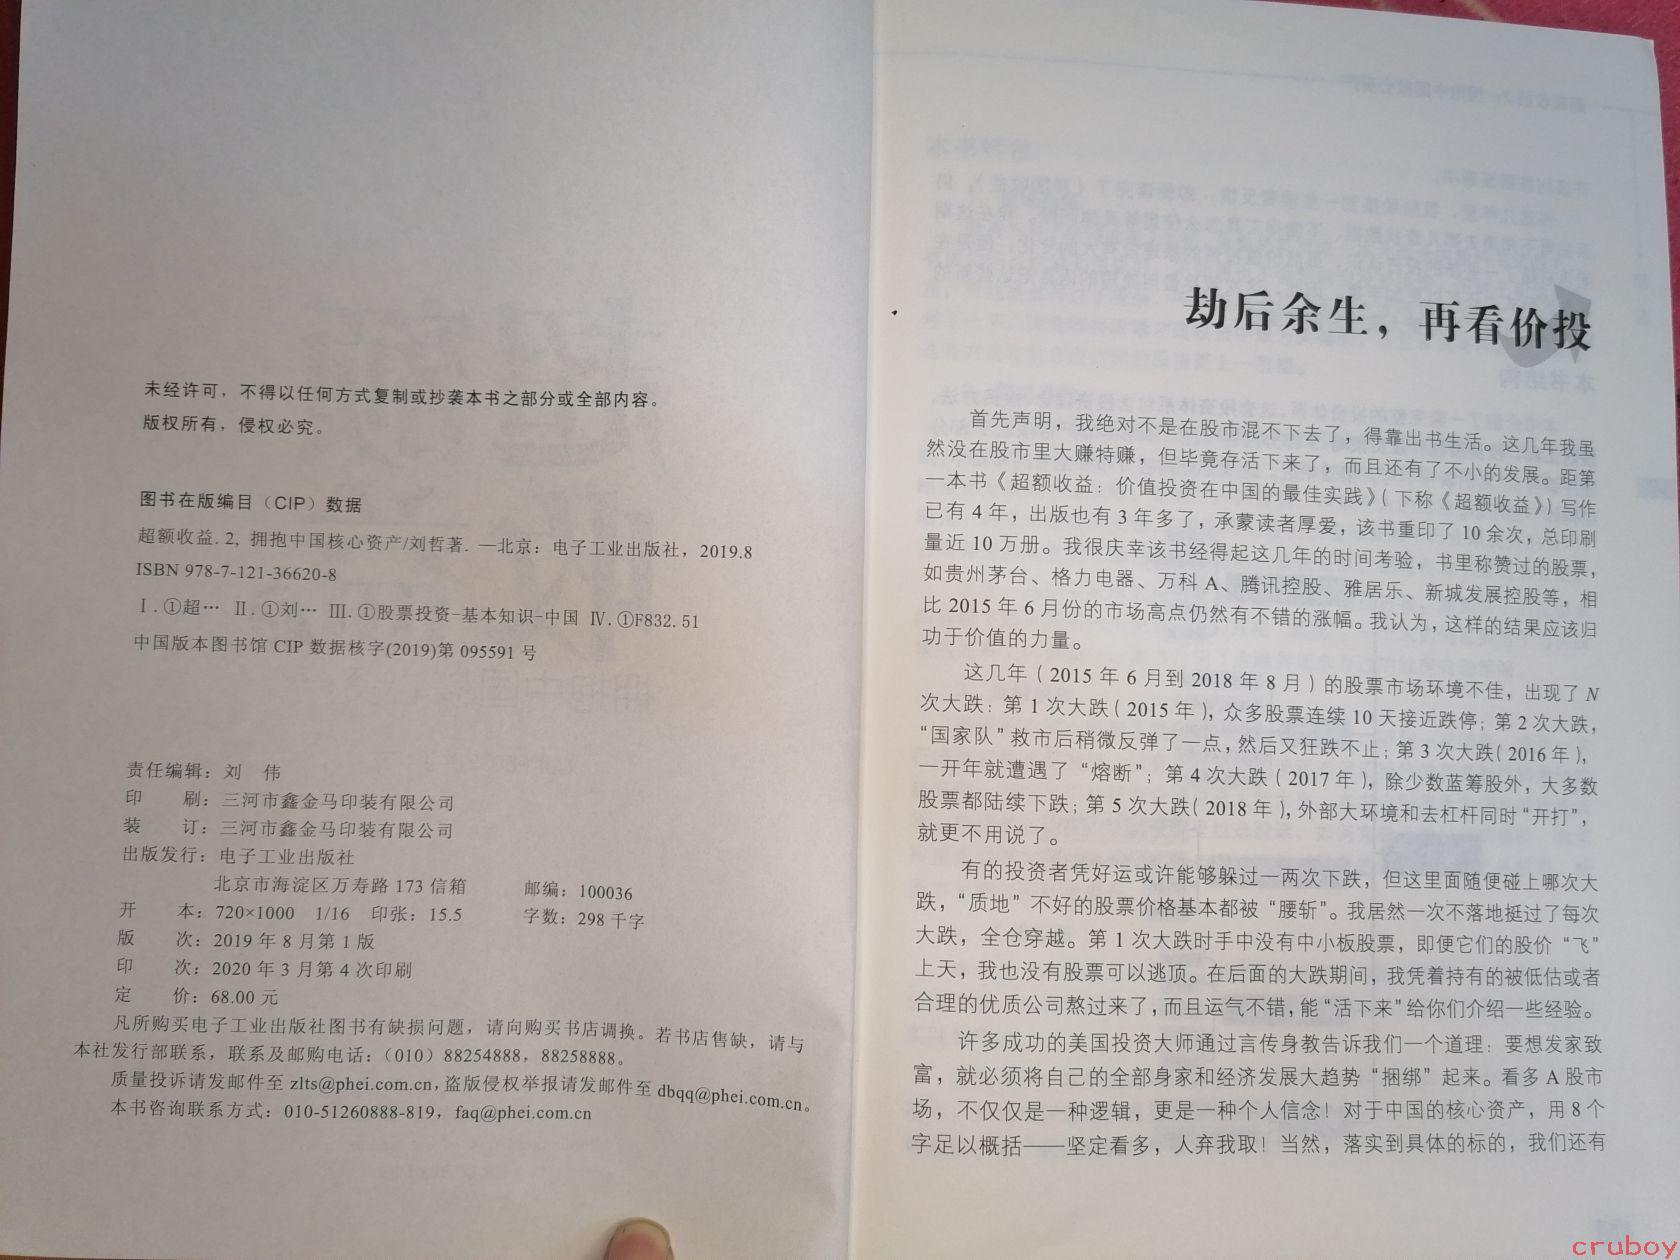 未经许可，不得以任何方式复制或抄袭本书之部分或全部内容。
版权所有，侵权必究。
图书在版编目（CIP）数据
超额收益. 2, 拥抱中国核心资产/刘哲著. —北京：电子工业出版社，2019.8
ISBN 978-7-121-36620-8
Ⅰ.①超… Ⅱ.①刘… Ⅲ.①股票投资-基本知识-中国 Ⅳ.①F832.51
中国版本图书馆 CIP 数据核字(2019)第 095591 号
责任编辑：刘 伟
印 刷：三河市鑫金马印装有限公司
装 订：三河市鑫金马印装有限公司
出版发行：电子工业出版社
北京市海淀区万寿路 173 信箱 邮编：100036
开 本：720×1000 1/16 印张：15.5 字数：298 千字
版 次：2019 年 8 月第 1 版
印 次：2020 年 3 月第 4 次印刷
定 价：68.00 元
凡所购买电子工业出版社图书有缺损问题，请向购买书店调换。若书店售缺，请与
本社发行部联系，联系及邮购电话：（010）88254888，88258888。
质量投诉请发邮件至 zlts@phei.com.cn，盗版侵权举报请发邮件至 dbqq@phei.com.cn。
本书咨询联系方式：010-51260888-819，faq@phei.com.cn
劫后余生，再看价投
首先声明，我绝对不是在股市混不下去了，得靠出书生活。这几年我虽
然没在股市里大赚特赚，但毕竟存活下来了，而且还有了不小的发展。距第
一本书《超额收益：价值投资在中国的最佳实践》（下称《超额收益》）写作
已有 4 年，出版也有 3 年多了，承蒙读者厚爱，该书重印了 10 余次，总印刷
量近 10 万册。我很庆幸该书经得起这几年的时间考验，书里称赞过的股票，
如贵州茅台、格力电器、万科 A、腾讯控股、雅居乐、新城发展控股等，相
比 2015 年 6 月份的市场高点仍然有不错的涨幅。我认为，这样的结果应该归
功于价值的力量。
这几年（2015 年 6 月到 2018 年 8 月）的股票市场环境不佳，出现了 N
次大跌：第 1 次大跌（2015 年），众多股票连续 10 天接近跌停；第 2 次大跌，
“国家队”救市后稍微反弹了一点，然后又狂跌不止；第 3 次大跌（2016 年），
一开年就遭遇了“熔断”；第 4 次大跌（2017 年），除少数蓝筹股外，大多数
股票都陆续下跌；第 5 次大跌（2018 年），外部大环境和去杠杆同时“开打”，
就更不用说了。
有的投资者凭好运或许能够躲过一两次下跌，但这里面随便碰上哪次大
跌，“质地”不好的股票价格基本都被“腰斩”。我居然一次不落地挺过了每次
大跌，全仓穿越。第 1 次大跌时手中没有中小板股票，即便它们的股价“飞”
上天，我也没有股票可以逃顶。在后面的大跌期间，我凭着持有的被低估或者
合理的优质公司熬过来了，而且运气不错，能“活下来”给你们介绍一些经验。
许多成功的美国投资大师通过言传身教告诉我们一个道理：要想发家致
富，就必须将自己的全部身家和经济发展大趋势“捆绑”起来。看多 A 股市
场，不仅仅是一种逻辑，更是一种个人信念！对于中国的核心资产，用 8 个
字足以概括——坚定看多，人弃我取！当然，落实到具体的标的，我们还有
cruboy